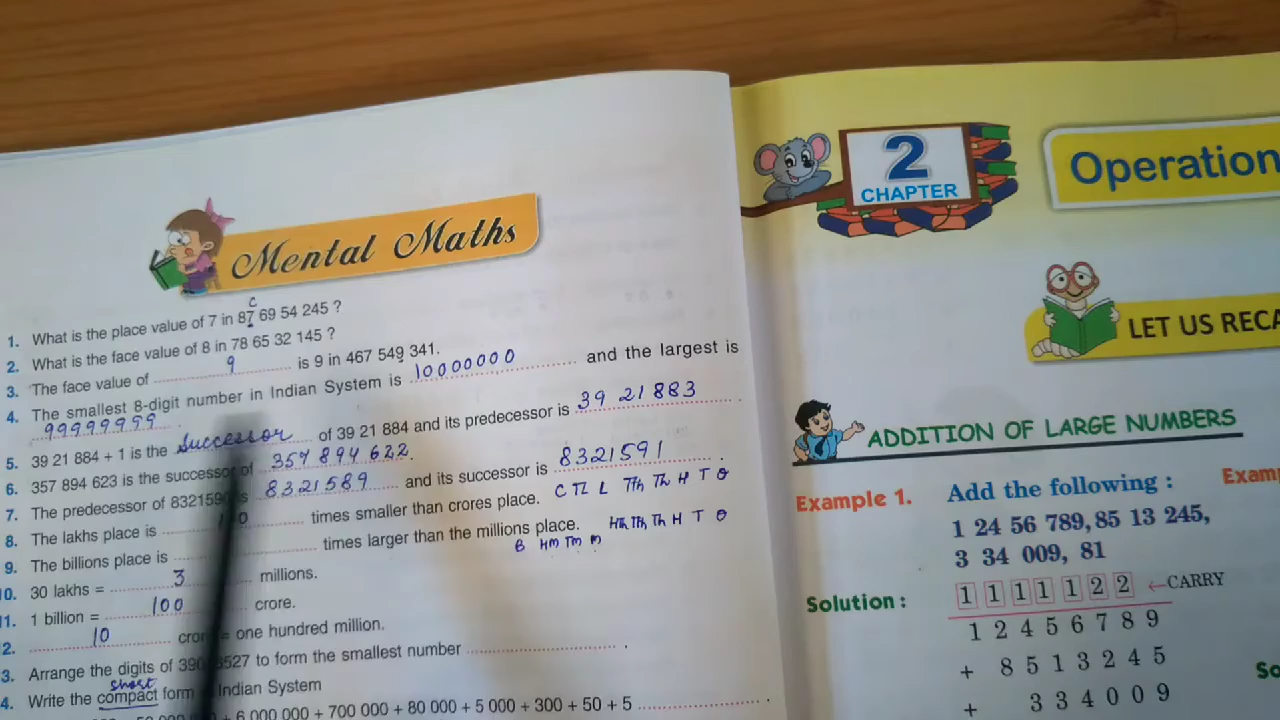 Mental Maths
1. What is the place value of 7 in 87 69 54 245 ?
C
2. What is the face value of 8 in 78 65 32 145 ?
3. The face value of 9 is 9 in 467 549 341.
4. The smallest 8-digit number in Indian System is 10000000 and the largest is
99999999 .
5. 39 21 884 + 1 is the successor of 39 21 884 and its predecessor is 39 21 883 .
6. 357 894 623 is the successor of 357 894 622.
7. The predecessor of 8321590 is 8321589 and its successor is 8321591 .
8. The lakhs place is times smaller than crores place. C TL L TTh Th H T O
9. The billions place is times larger than the millions place. HTh TTh Th H T O
B HM TM M
10. 30 lakhs = 3 millions.
11. 1 billion = 100 crore.
2. 10 crore = one hundred million.
3. Arrange the digits of 527 to form the smallest number .
short
4. Write the compact form Indian System
+ 6 000 000 + 700 000 + 80 000 + 5 000 + 300 + 50 + 5 .
2
CHAPTER
Operation
LET US RECA
ADDITION OF LARGE NUMBERS
Example 1. Add the following : Exam
1 24 56 789, 85 13 245,
3 34 009, 81
Solution : 1 1 1 1 1 2 2 ←CARRY
1 2 4 5 6 7 8 9
+ 8 5 1 3 2 4 5 So
+ 3 3 4 0 0 9